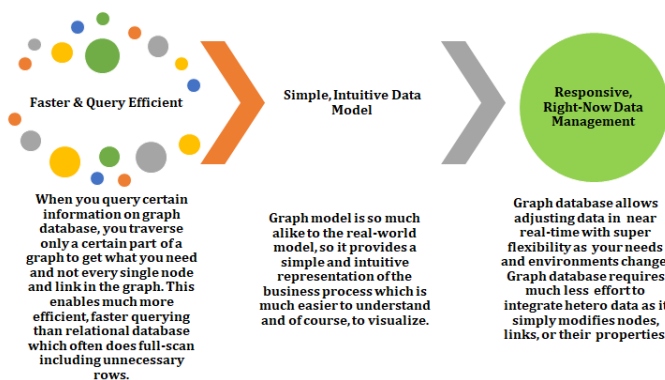 Faster & Query Efficient
Simple, Intuitive Data
Model
Responsive,
Right-Now Data
Management
When you query certain
information on graph
database, you traverse
only a certain part of a
graph to get what you need
and not every single node
and link in the graph. This
enables much more
efficient, faster querying
than relational database
which often does full-scan
including unnecessary
rows.
Graph model is so much
alike to the real-world
model, so it provides a
simple and intuitive
representation of the
business process which is
much easier to understand
and of course, to visualize.
Graph database allows
adjusting data in near
real-time with super
flexibility as your needs
and environments change
Graph database requires
much less effort to
integrate hetero data as it
simply modifies nodes,
links, or their properties